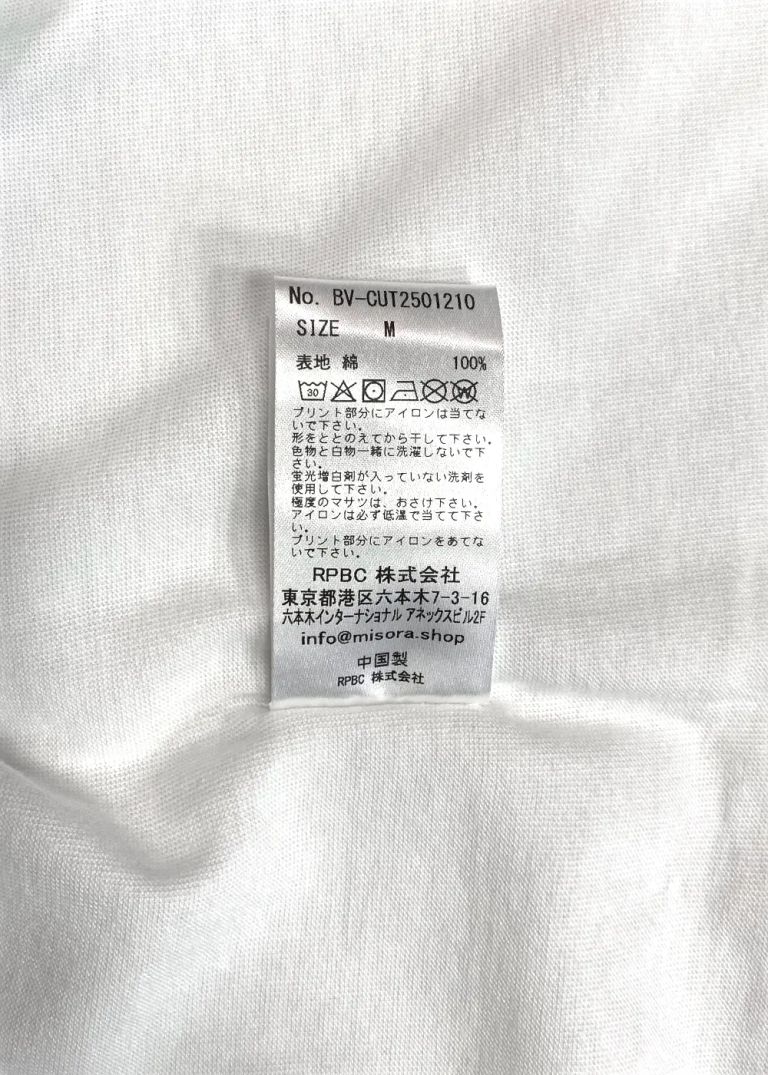 No. BV-CUT2501210
SIZE M
表地 綿 100%
30
W
プリント部分にアイロンは当てな
いで下さい。
形をととのえてから干して下さい。
色物と白物一緒に洗濯しないで下
さい。
蛍光増白剤が入っていない洗剤を
使用して下さい。
極度のマサツは、おさけ下さい。
アイロンは必ず低温で当てて下さ
い。
プリント部分にアイロンをあてな
いで下さい。
RPBC 株式会社
東京都港区六本木7-3-16
六本木インターナショナル アネックスビル2F
info@misora.shop
中国製
RPBC 株式会社